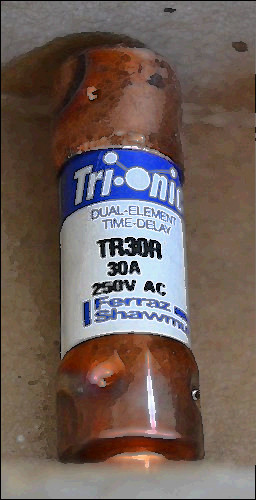 Tri-onic
DUAL-ELEMENT
TIME-DELAY
TR30R
30A
250V AC
Ferraz
Shawmut